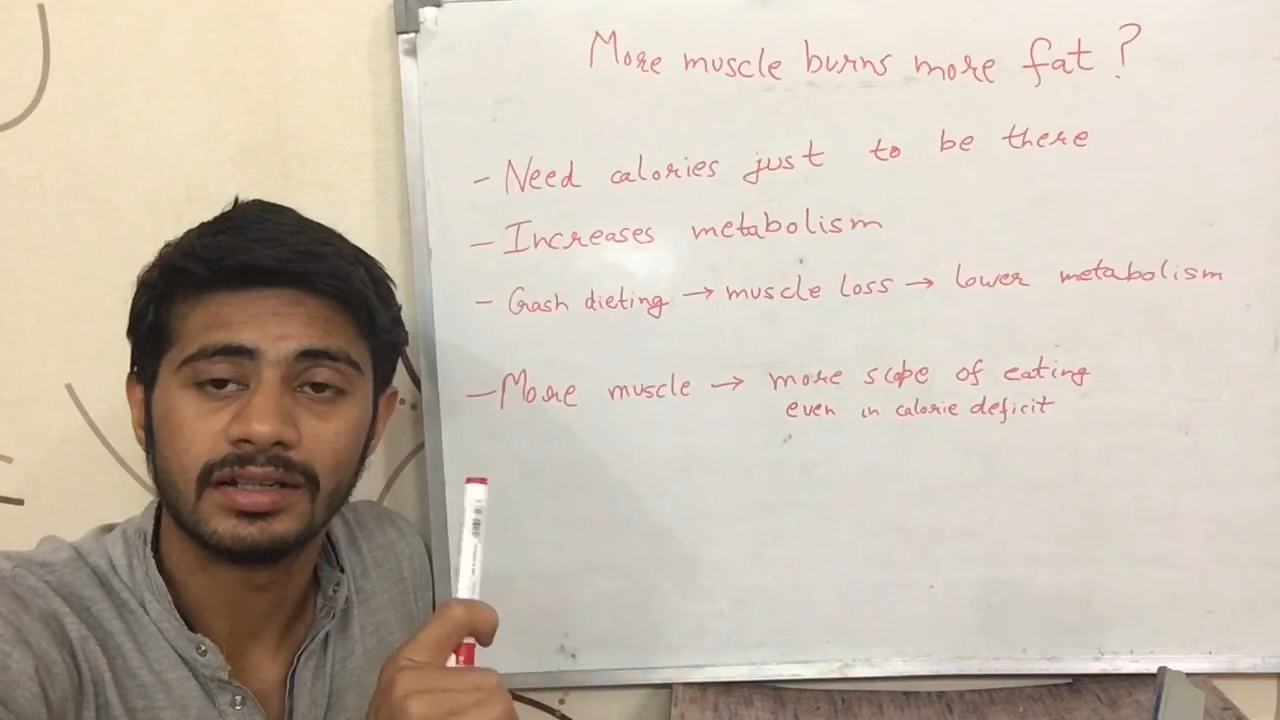 More muscle burns more fat?
- Need calories just to be there
- Increases metabolism
- Crash dieting → muscle loss → lower metabolism
- More muscle → more scope of eating
even in calorie deficit